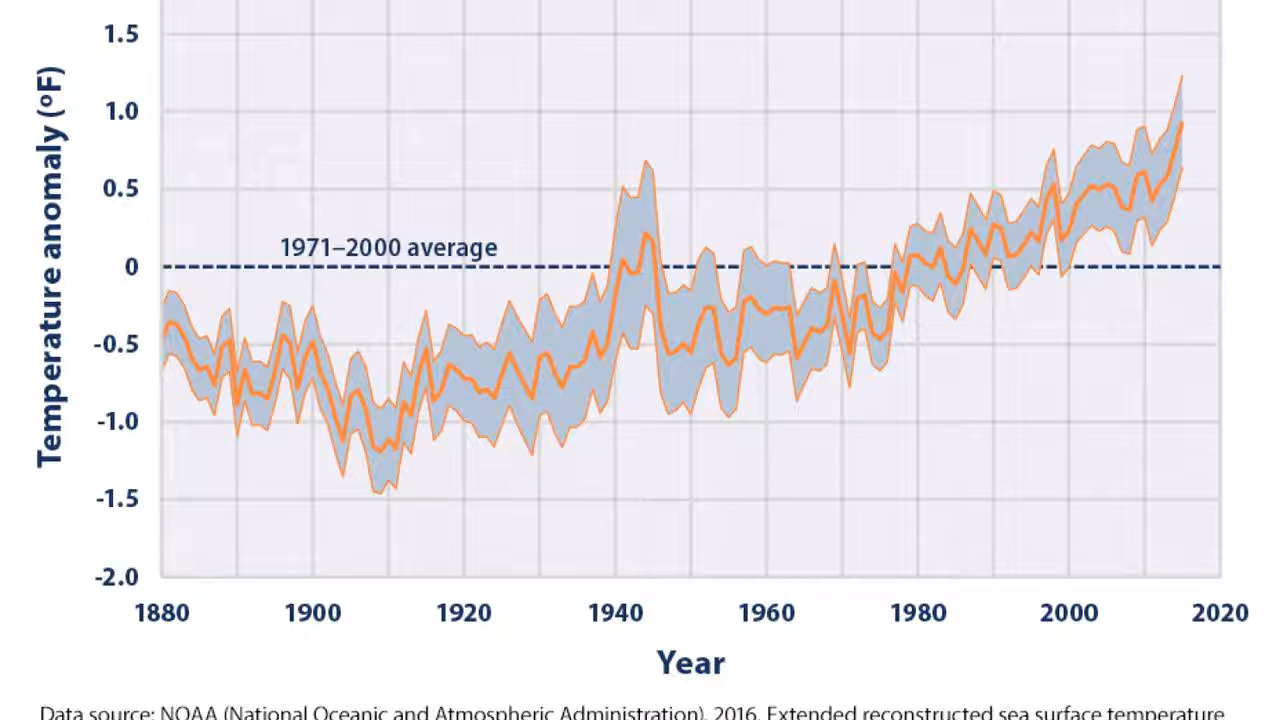 1.5
1.0
0.5
0
-0.5
-1.0
-1.5
-2.0
Temperature anomaly (ºF)
1971–2000 average
1880 1900 1920 1940 1960 1980 2000 2020
Year
Data source: NOAA (National Oceanic and Atmospheric Administration). 2016. Extended reconstructed sea surface temperature